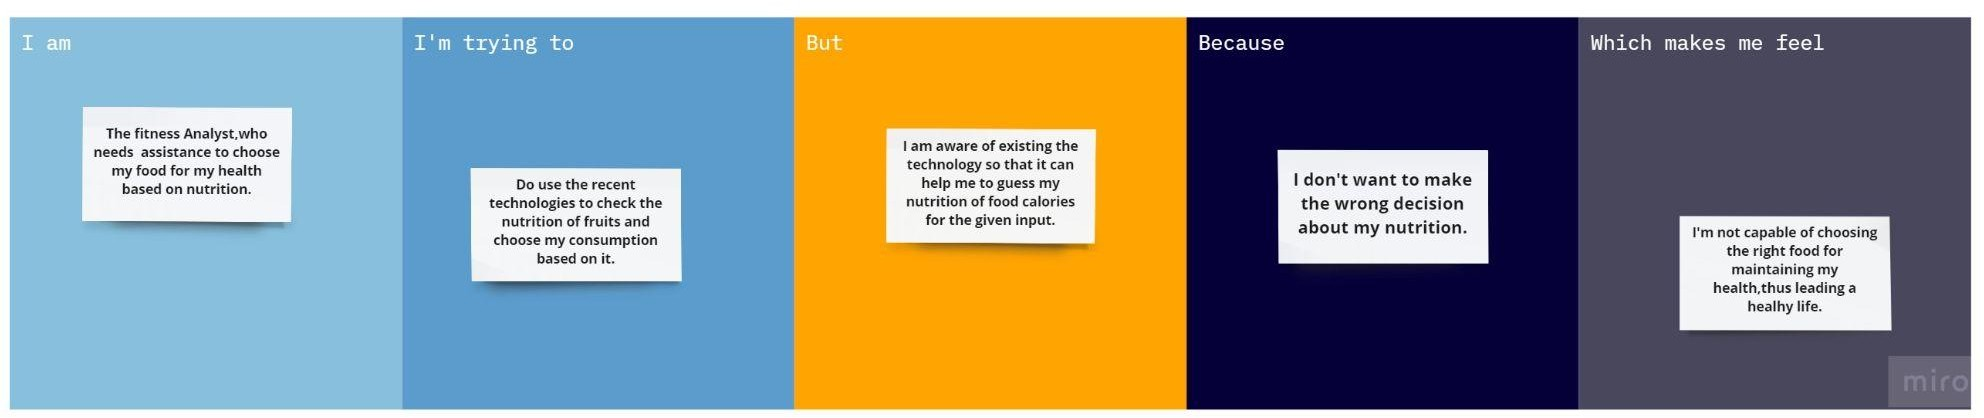 I am
The fitness Analyst,who
needs  assistance to choose
my food for my health
based on nutrition.
I'm trying to
Do use the recent
technologies to check the
nutrition of fruits and
choose my consumption
based on it.
But
I am aware of existing the
technology so that it can
help me to guess my
nutrition of food calories
for the given input.
Because
I don't want to make
the wrong decision
about my nutrition.
Which makes me feel
I'm not capable of choosing
the right food for
maintaining my
health,thus leading a
healhy life.
miro